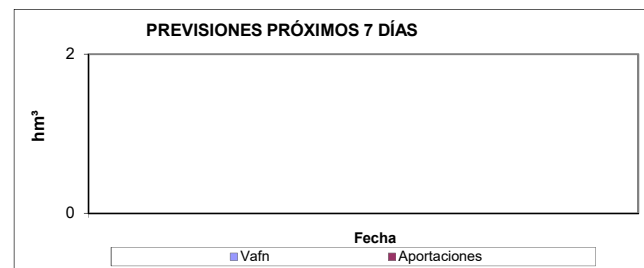 PREVISIONES PRÓXIMOS 7 DÍAS
2
hm³
0
Fecha
Vafn Aportaciones